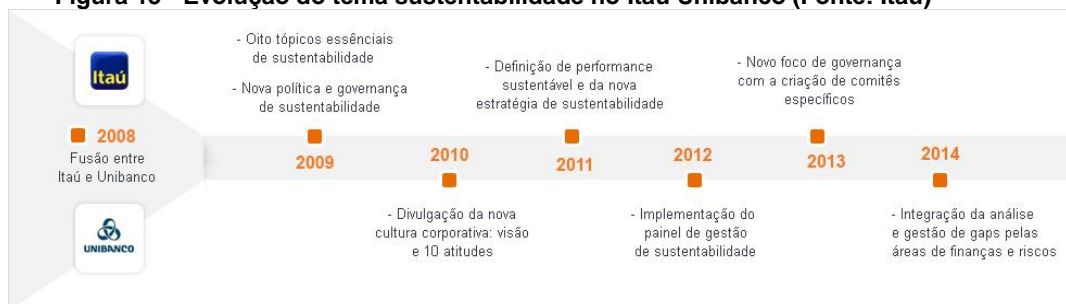 Figura 10 - Evolução do tema sustentabilidade no Itaú Unibanco (Fonte: Itaú)
Itaú
2008
Fusão entre
Itaú e Unibanco
UNIBANCO
- Oito tópicos essênciais
de sustentabilidade
- Nova política e governança
de sustentabilidade
2009
2010
- Divulgação da nova
cultura corporativa: visão
e 10 atitudes
- Definição de performance
sustentável e da nova
estratégia de sustentabilidade
2011
2012
- Implementação do
painel de gestão
de sustentabilidade
- Novo foco de governança
com a criação de comitês
específicos
2013
2014
- Integração da análise
e gestão de gaps pelas
áreas de finanças e riscos